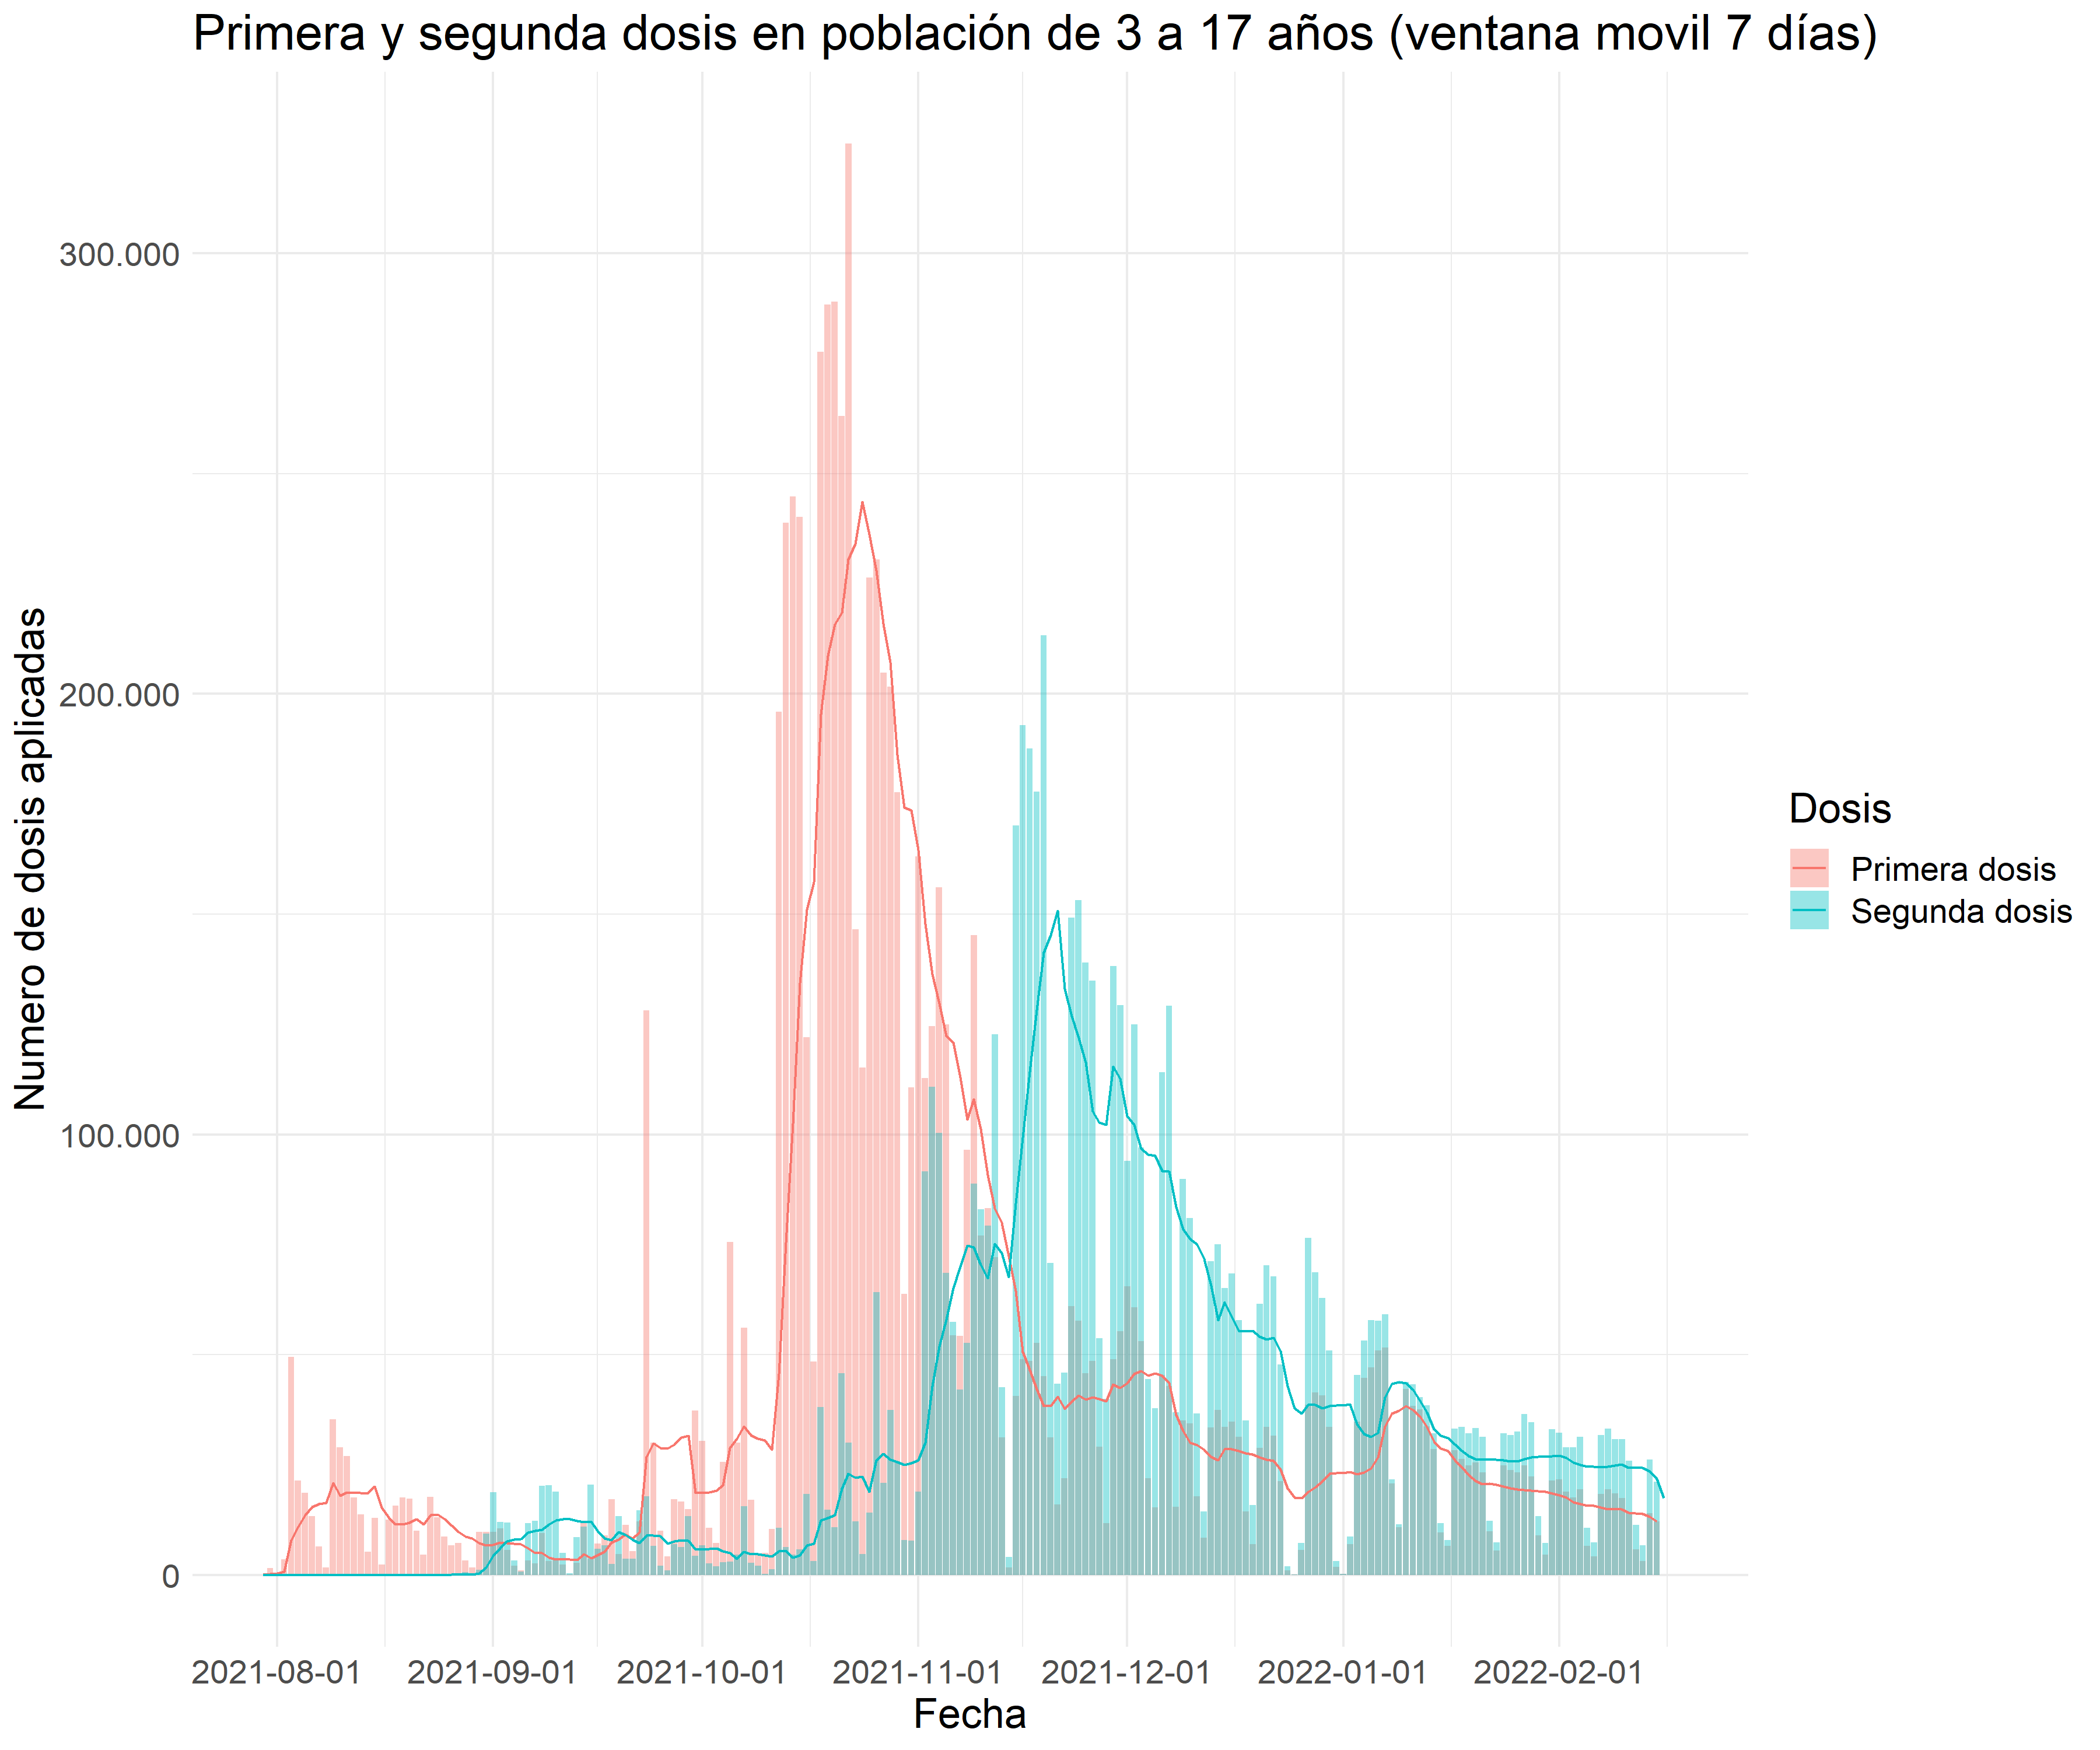 Primera y segunda dosis en población de 3 a 17 años (ventana movil 7 días)
Numero de dosis aplicadas
300.000
200.000
100.000
0
2021-08-01
2021-09-01
2021-10-01
2021-11-01
2021-12-01
2022-01-01
2022-02-01
Fecha
Dosis
Primera dosis
Segunda dosis